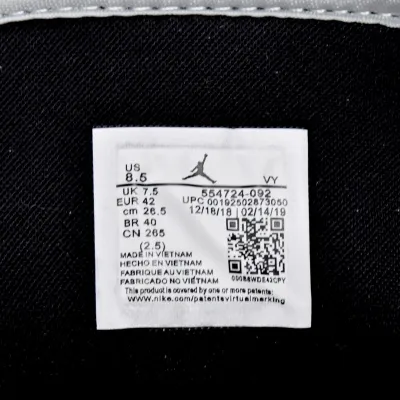 US
8.5 VY
UK 7.5 554724-092
EUR 42 UPC 00192502873050
cm 26.5 12/18/18 02/14/19
BR 40
CN 265
(2.5)
MADE IN VIETNAM
HECHO EN VIETNAM
FABRIQUÉ AU VIETNAM
FABRICADO NO VIETNAM
00088WDE42CPY
This product is covered by one or more patents:
www.nike.com/patentsvirtualmarking